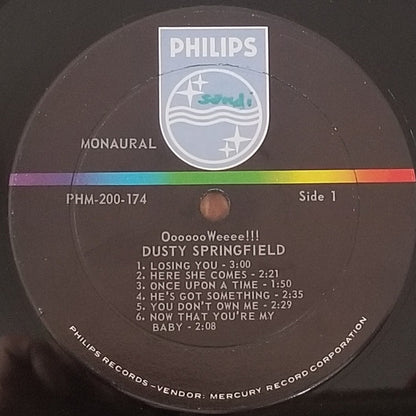 PHILIPS
sandi
MONAURAL
PHM-200-174
Side 1
OoooooWeeee!!!
DUSTY SPRINGFIELD
1. LOSING YOU - 3:00
2. HERE SHE COMES - 2:21
3. ONCE UPON A TIME - 1:50
4. HE'S GOT SOMETHING - 2:35
5. YOU DON'T OWN ME - 2:29
6. NOW THAT YOU'RE MY
BABY - 2:08
PHILIPS RECORDS -VENDOR: MERCURY RECORD CORPORATION